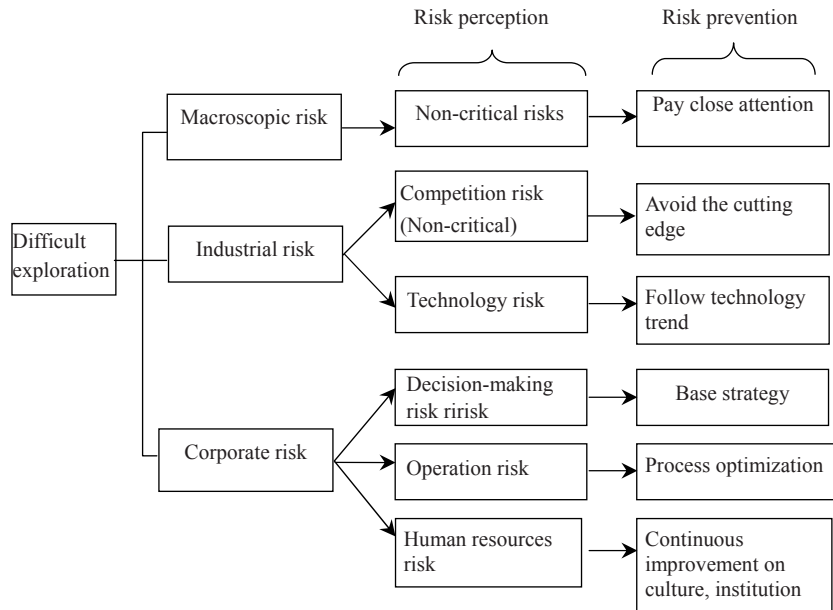 Risk perception
Risk prevention
Macroscopic risk
Non-critical risks
Pay close attention
Difficult
exploration
Industrial risk
Competition risk
(Non-critical)
Avoid the cutting
edge
Technology risk
Follow technology
trend
Corporate risk
Decision-making
risk ririsk
Base strategy
Operation risk
Process optimization
Human resources
risk
Continuous
improvement on
culture, institution